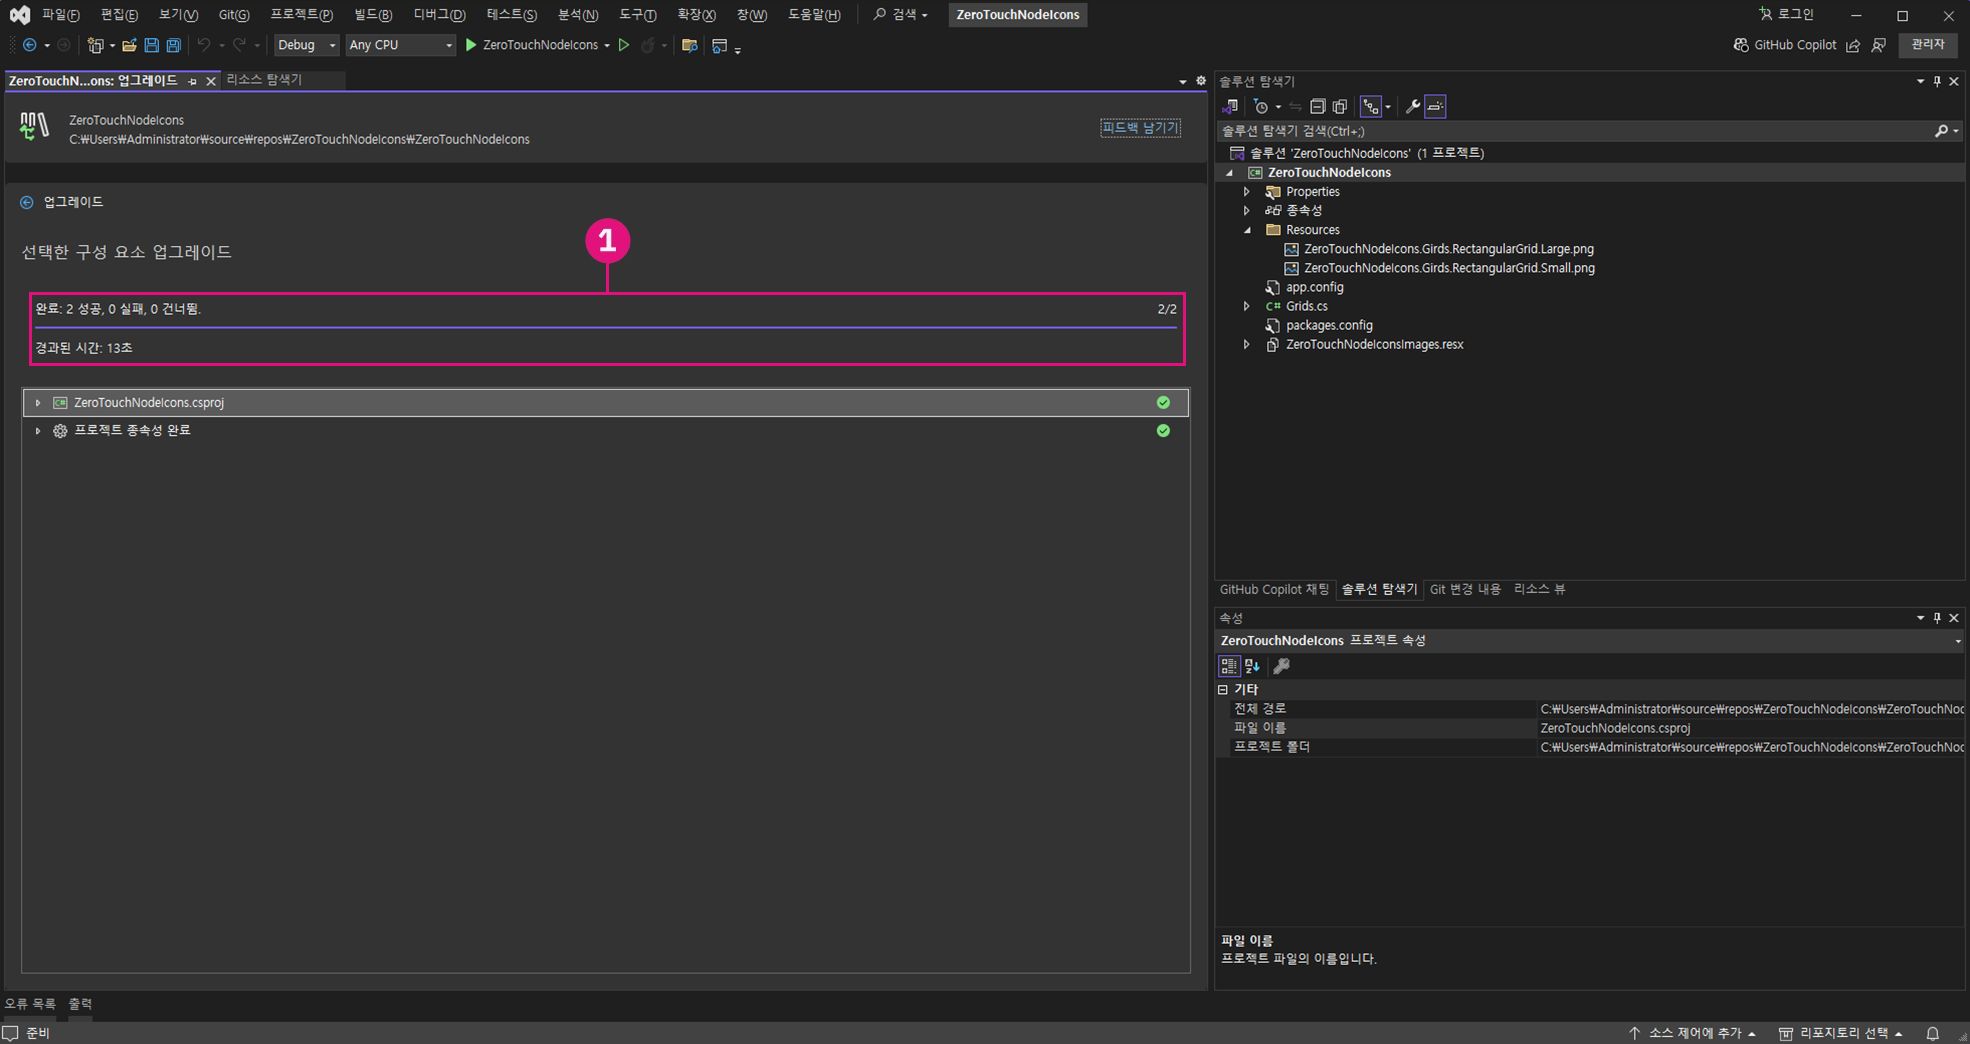 파일(F) 편집(E) 보기(V) Git(G) 프로젝트(P) 빌드(B) 디버그(D) 테스트(S) 분석(N) 도구(T) 확장(X) 창(W) 도움말(H) 검색 ZeroTouchNodeIcons 로그인
Debug Any CPU ZeroTouchNodeIcons GitHub Copilot 관리자
ZeroTouchN...ons: 업그레이드 리소스 탐색기
ZeroTouchNodeIcons
C:₩Users₩Administrator₩source₩repos₩ZeroTouchNodeIcons₩ZeroTouchNodeIcons
피드백 남기기
업그레이드
선택한 구성 요소 업그레이드
1
완료: 2 성공, 0 실패, 0 건너뜀. 2/2
경과된 시간: 13초
C# ZeroTouchNodeIcons.csproj
프로젝트 종속성 완료
솔루션 탐색기
솔루션 탐색기 검색(Ctrl+;)
솔루션 'ZeroTouchNodeIcons' (1 프로젝트)
C# ZeroTouchNodeIcons
Properties
종속성
Resources
ZeroTouchNodeIcons.Girds.RectangularGrid.Large.png
ZeroTouchNodeIcons.Girds.RectangularGrid.Small.png
app.config
C# Grids.cs
packages.config
ZeroTouchNodeIconsImages.resx
GitHub Copilot 채팅 솔루션 탐색기 Git 변경 내용 리소스 뷰
속성
ZeroTouchNodeIcons 프로젝트 속성
기타
전체 경로 C:₩Users₩Administrator₩source₩repos₩ZeroTouchNodeIcons₩ZeroTouchNoc
파일 이름 ZeroTouchNodeIcons.csproj
프로젝트 폴더 C:₩Users₩Administrator₩source₩repos₩ZeroTouchNodeIcons₩ZeroTouchNoc
파일 이름
프로젝트 파일의 이름입니다.
오류 목록 출력
준비 소스 제어에 추가 리포지토리 선택